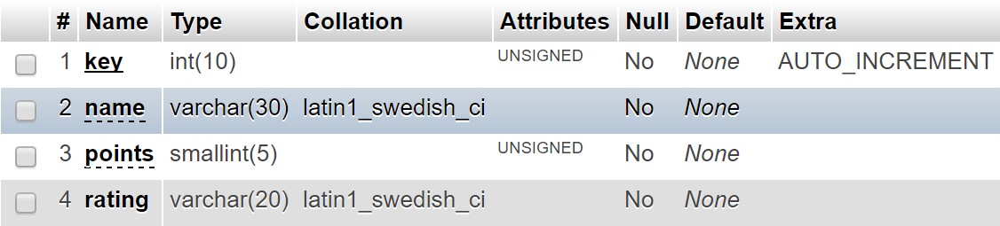 # Name Type Collation Attributes Null Default Extra
1 key int(10) UNSIGNED No None AUTO_INCREMENT
2 name varchar(30) latin1_swedish_ci No None
3 points smallint(5) UNSIGNED No None
4 rating varchar(20) latin1_swedish_ci No None